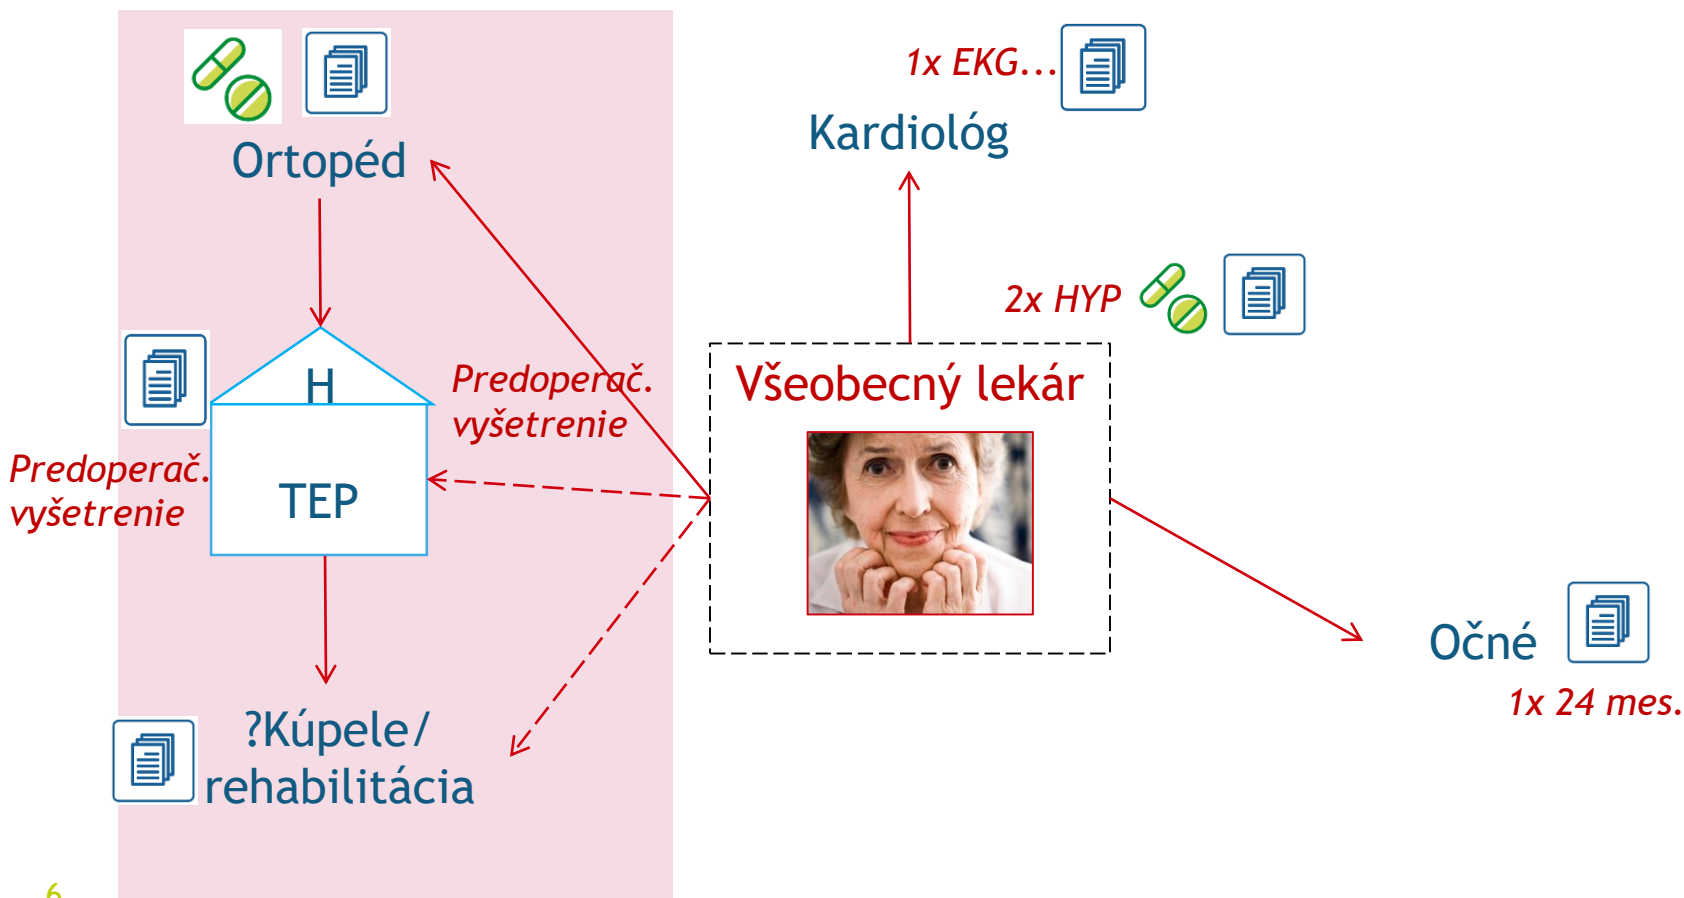 1x EKG...
Kardiológ
Ortopéd
2x HYP
H
Predoperač.
vyšetrenie
Všeobecný lekár
Predoperač.
vyšetrenie
TEP
Očné
1x 24 mes.
?Kúpele/
rehabilitácia
6